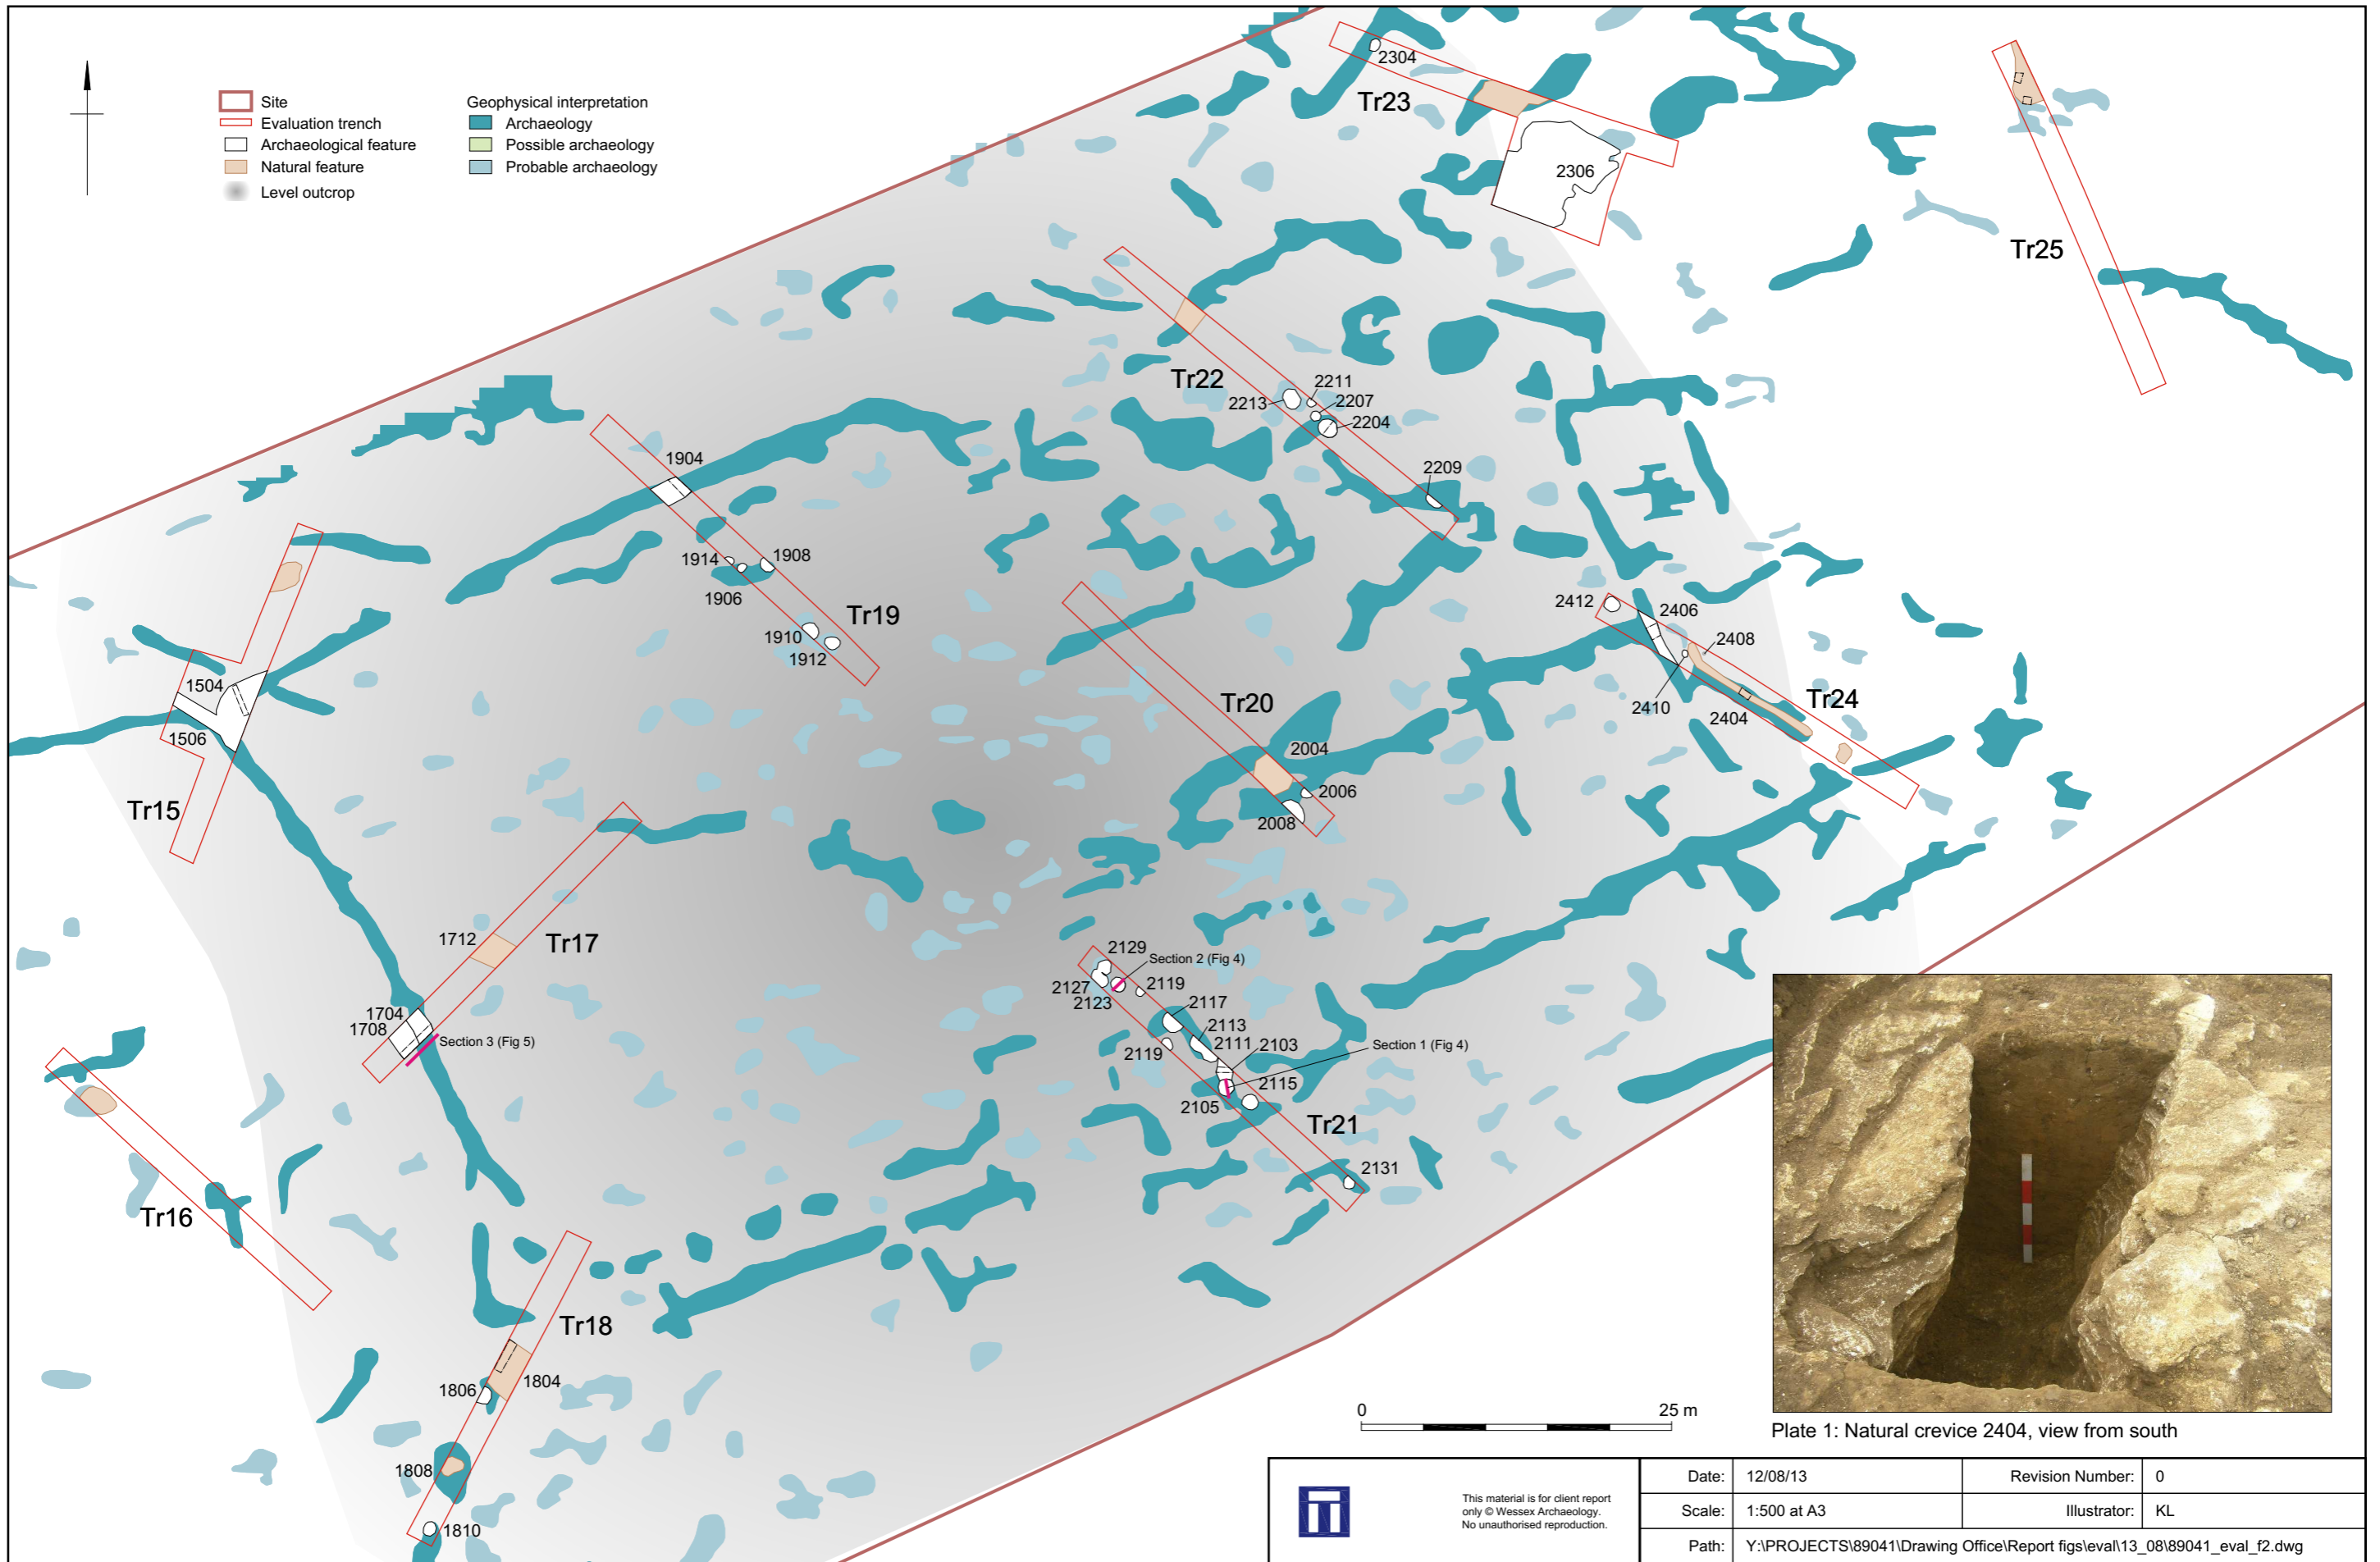 Site
Evaluation trench
Archaeological feature
Natural feature
Level outcrop
Geophysical interpretation
Archaeology
Possible archaeology
Probable archaeology
2304
Tr23
2306
Tr25
Tr22
2211
2213
2207
2204
2209
1904
1914
1908
1906
Tr19
1910
1912
2412
2406
2408
2410
2404
Tr24
1504
1506
Tr15
Tr20
2004
2006
2008
1712
Tr17
1704
1708
Section 3 (Fig 5)
2129
Section 2 (Fig 4)
2127
2119
2123
2117
2113
2111
2103
2119
Section 1 (Fig 4)
2115
2105
Tr21
2131
Tr16
Tr18
1806
1804
1808
1810
0
25 m
Plate 1: Natural crevice 2404, view from south
This material is for client report
only © Wessex Archaeology.
No unauthorised reproduction.
Date: 12/08/13 Revision Number: 0
Scale: 1:500 at A3 Illustrator: KL
Path: Y:\PROJECTS\89041\Drawing Office\Report figs\eval\13_08\89041_eval_f2.dwg